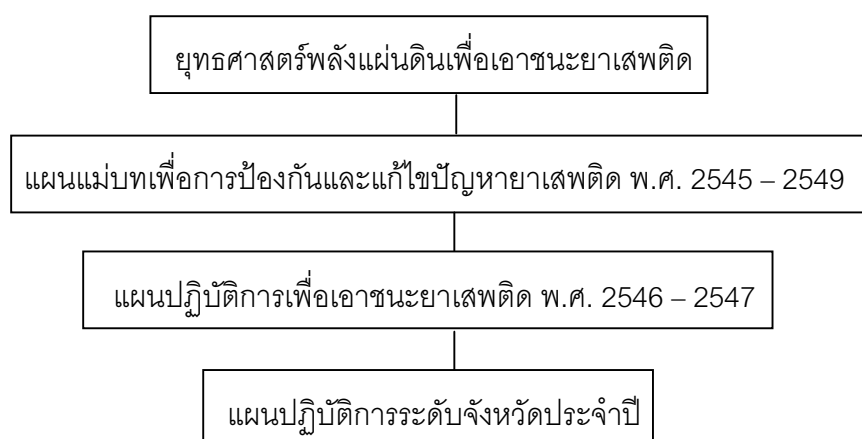 ยุทธศาสตร์พลังแผ่นดินเพื่อเอาชนะยาเสพติด
แผนแม่บทเพื่อการป้องกันและแก้ไขปัญหายาเสพติด พ.ศ. 2545 – 2549
แผนปฏิบัติการเพื่อเอาชนะยาเสพติด พ.ศ. 2546 – 2547
แผนปฏิบัติการระดับจังหวัดประจำปี